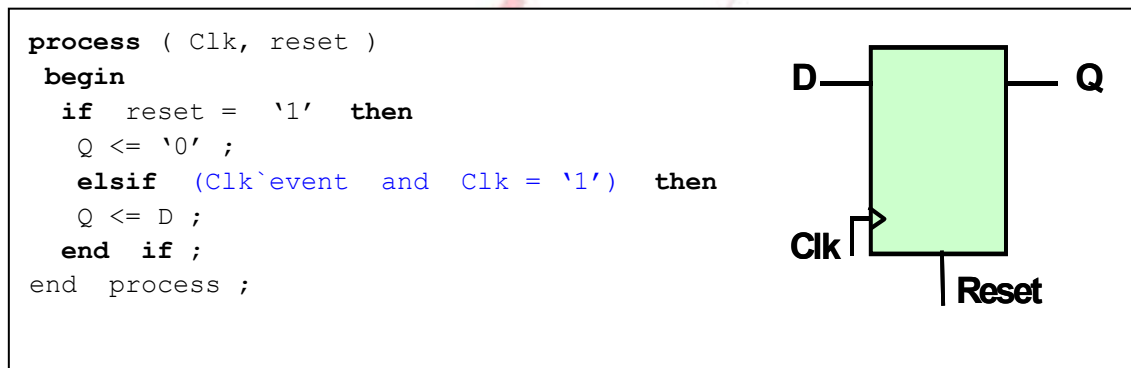 process ( Clk, reset )
begin
if reset = ‘1’ then
Q <= ‘0’ ;
elsif (Clk`event and Clk = ‘1’) then
Q <= D ;
end if ;
end process ;
D
Q
Clk
Reset